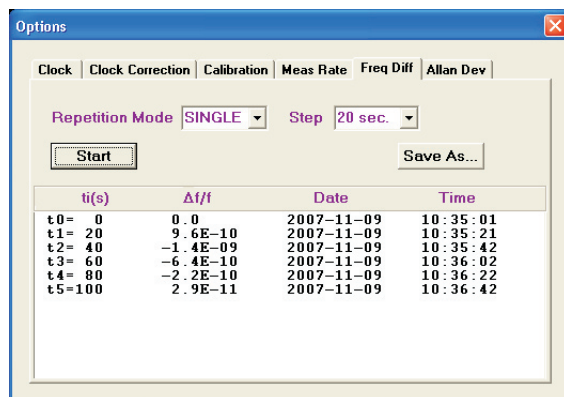 Options
Clock Clock Correction Calibration Meas Rate Freq Diff Allan Dev
Repetition Mode SINGLE Step 20 sec.
Start Save As...
ti(s) Δf/f Date Time
t0= 0 0.0 2007-11-09 10:35:01
t1= 20 9.6E-10 2007-11-09 10:35:21
t2= 40 -1.4E-09 2007-11-09 10:35:42
t3= 60 -6.4E-10 2007-11-09 10:36:02
t4= 80 -2.2E-10 2007-11-09 10:36:22
t5=100 2.9E-11 2007-11-09 10:36:42